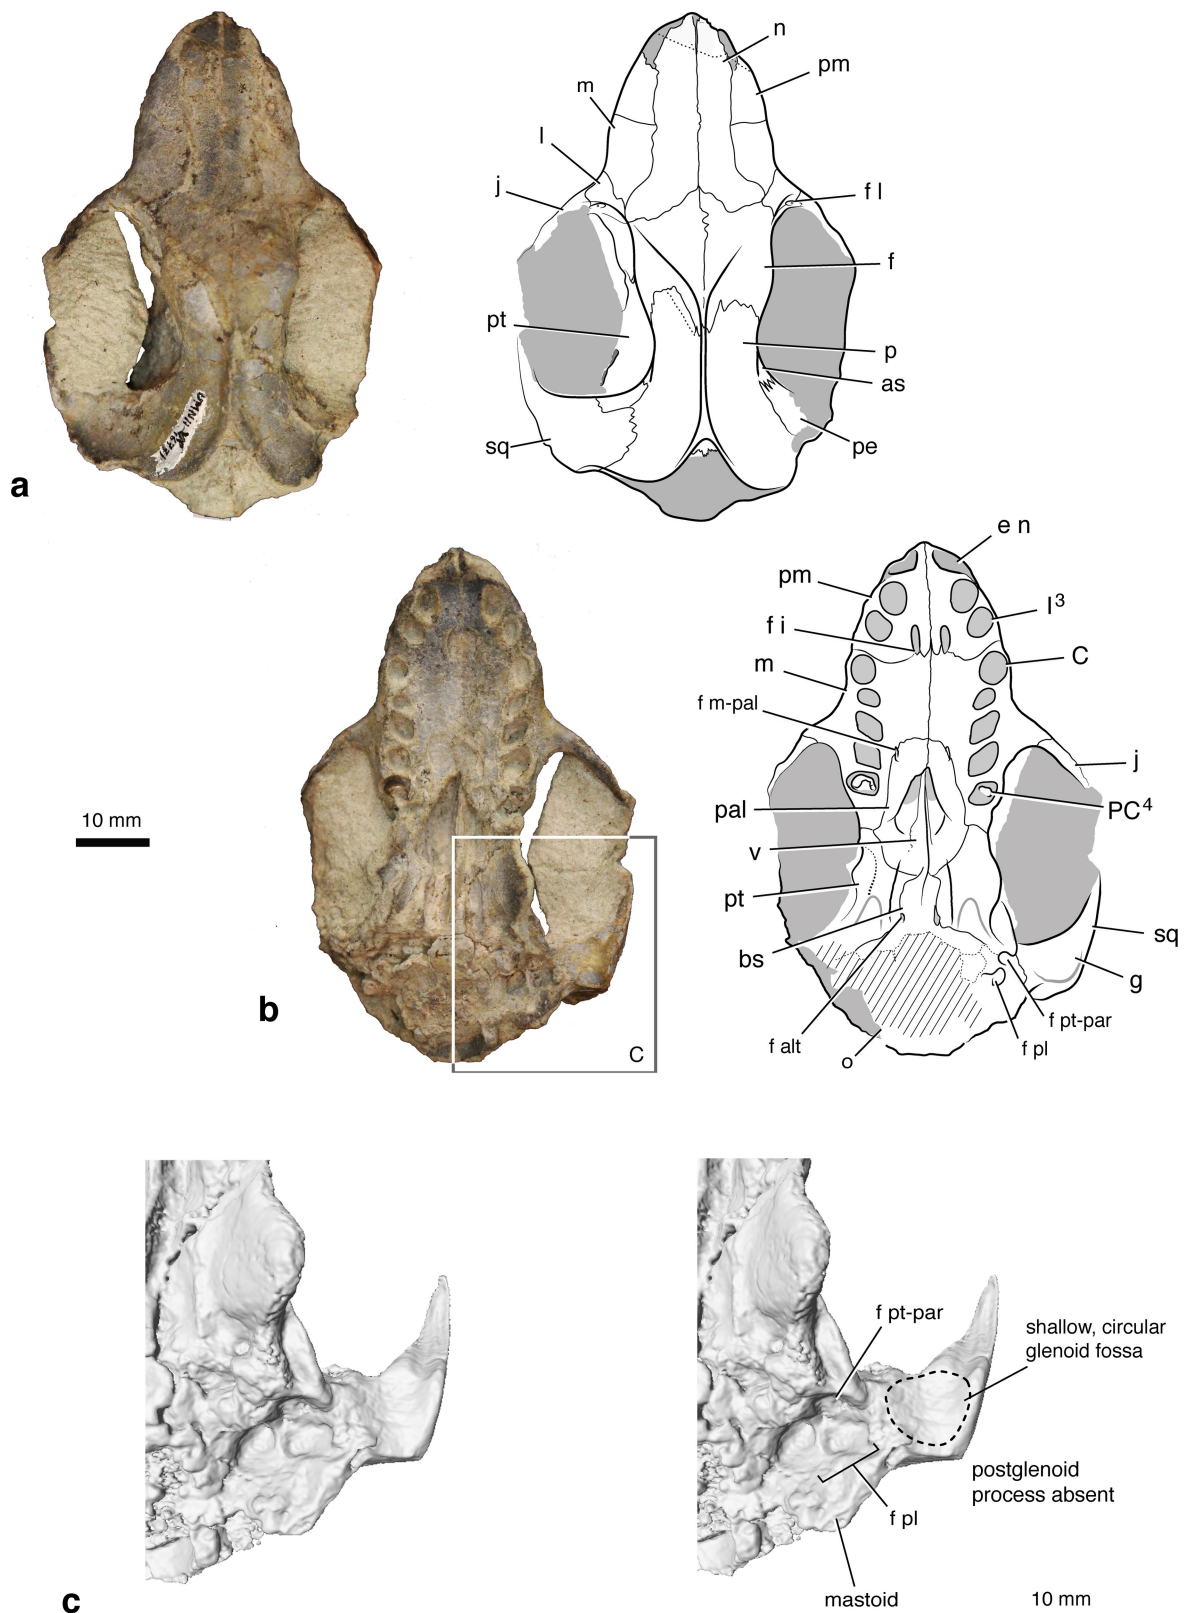 n
pm
m
l
j
f l
f
pt
p
as
sq
pe
a
e n
pm
I³
f i
C
m
f m-pal
j
pal
PC⁴
v
pt
sq
bs
g
f pt-par
f pl
f alt
o
10 mm
C
b
f pt-par
shallow, circular
glenoid fossa
postglenoid
process absent
f pl
mastoid
10 mm
c